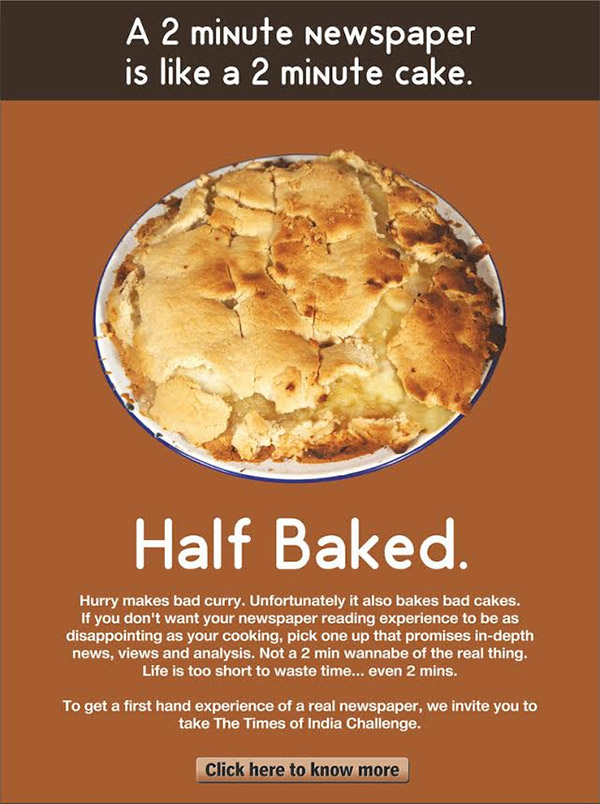 A 2 miNute Newspaper
is like a 2 miNute cake.
Half Baked.
Hurry makes bad curry. Unfortunately it also bakes bad cakes.
If you don't want your newspaper reading experience to be as
disappointing as your cooking, pick one up that promises in-depth
news, views and analysis. Not a 2 min wannabe of the real thing.
Life is too short to waste time... even 2 mins.
To get a first hand experience of a real newspaper, we invite you to
take The Times of India Challenge.
Click here to know more